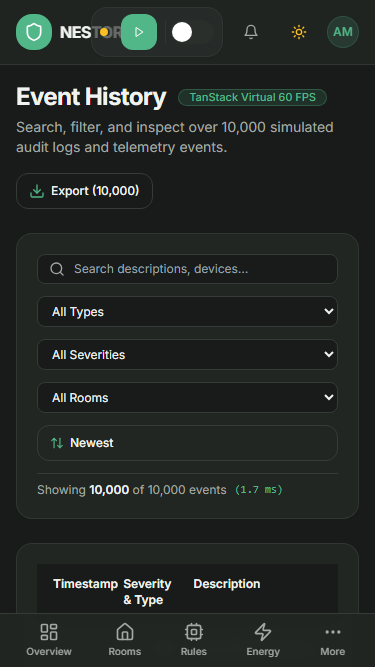 NESTOR
AM
Event History
TanStack Virtual 60 FPS
Search, filter, and inspect over 10,000 simulated
audit logs and telemetry events.
Export (10,000)
Search descriptions, devices...
All Types
All Severities
All Rooms
Newest
Showing 10,000 of 10,000 events (1.7 ms)
Timestamp Severity Description
& Type
Overview Rooms Rules Energy More